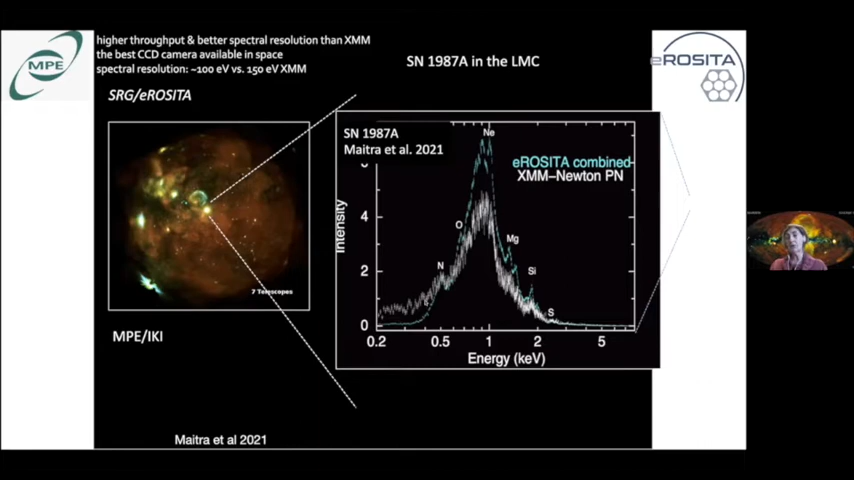 higher throughput & better spectral resolution than XMM
the best CCD camera available in space
spectral resolution: ~100 eV vs. 150 eV XMM
MPE
SN 1987A in the LMC
eROSITA
SRG/eROSITA
SN 1987A
Maitra et al. 2021
Ne
eROSITA combined
XMM–Newton PN
Intensity
4
2
0
O
Mg
N
Si
S
7 Telescopes
0.2 0.5 1 2 5
Energy (keV)
MPE/IKI
Maitra et al 2021